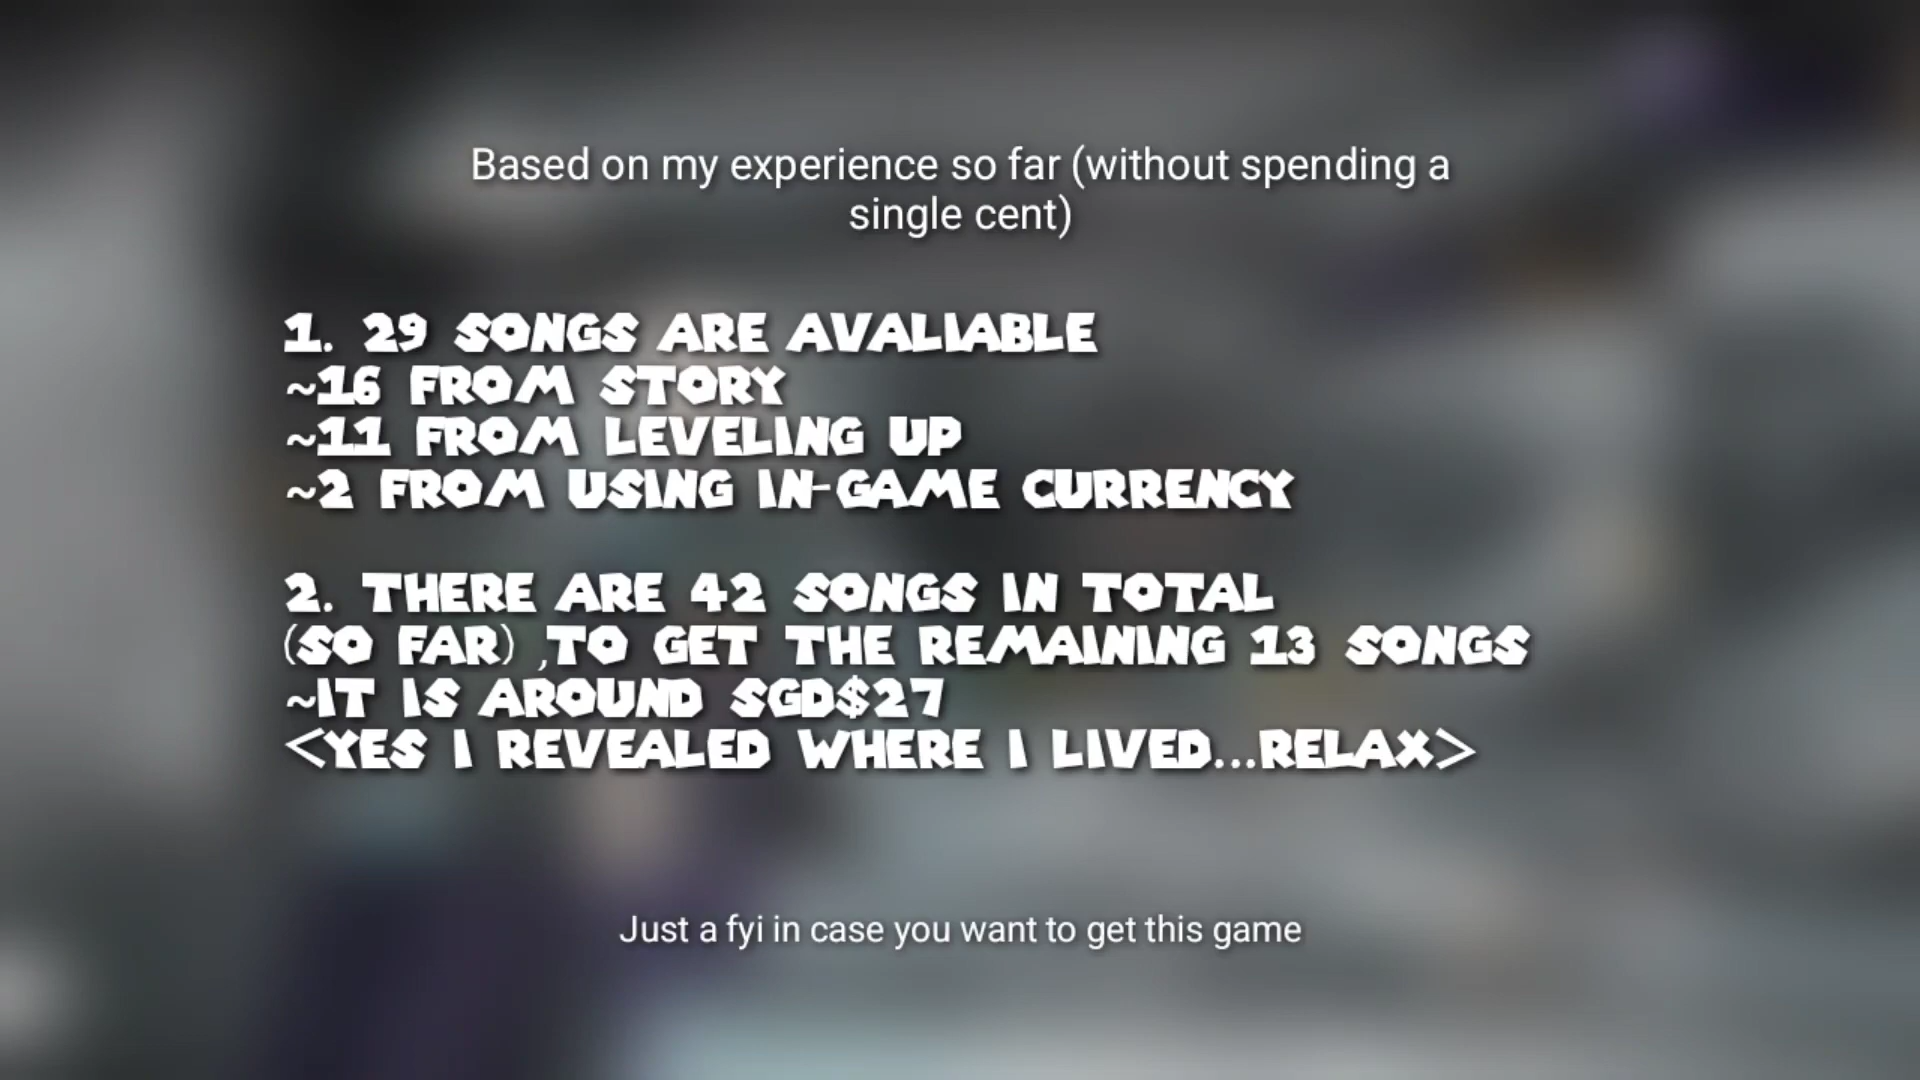 Based on my experience so far (without spending a
single cent)
1. 29 SONGS ARE AVALIABLE
~16 FROM STORY
~11 FROM LEVELING UP
~2 FROM USING IN-GAME CURRENCY
2. THERE ARE 42 SONGS IN TOTAL
(SO FAR) ,TO GET THE REMAINING 13 SONGS
~IT IS AROUND SGD$27
<YES I REVEALED WHERE I LIVED...RELAX>
Just a fyi in case you want to get this game